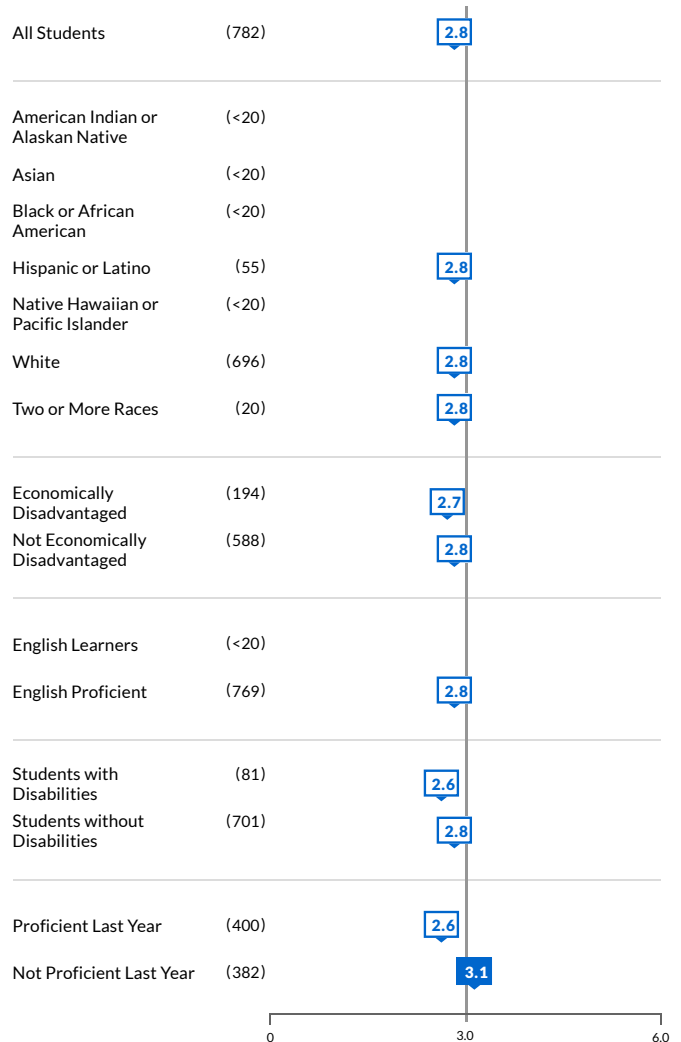 All Students (782) 2.8
American Indian or (<20)
Alaskan Native
Asian (<20)
Black or African (<20)
American
Hispanic or Latino (55) 2.8
Native Hawaiian or (<20)
Pacific Islander
White (696) 2.8
Two or More Races (20) 2.8
Economically (194) 2.7
Disadvantaged
Not Economically (588) 2.8
Disadvantaged
English Learners (<20)
English Proficient (769) 2.8
Students with (81) 2.6
Disabilities
Students without (701) 2.8
Disabilities
Proficient Last Year (400) 2.6
Not Proficient Last Year (382) 3.1
0 3.0 6.0